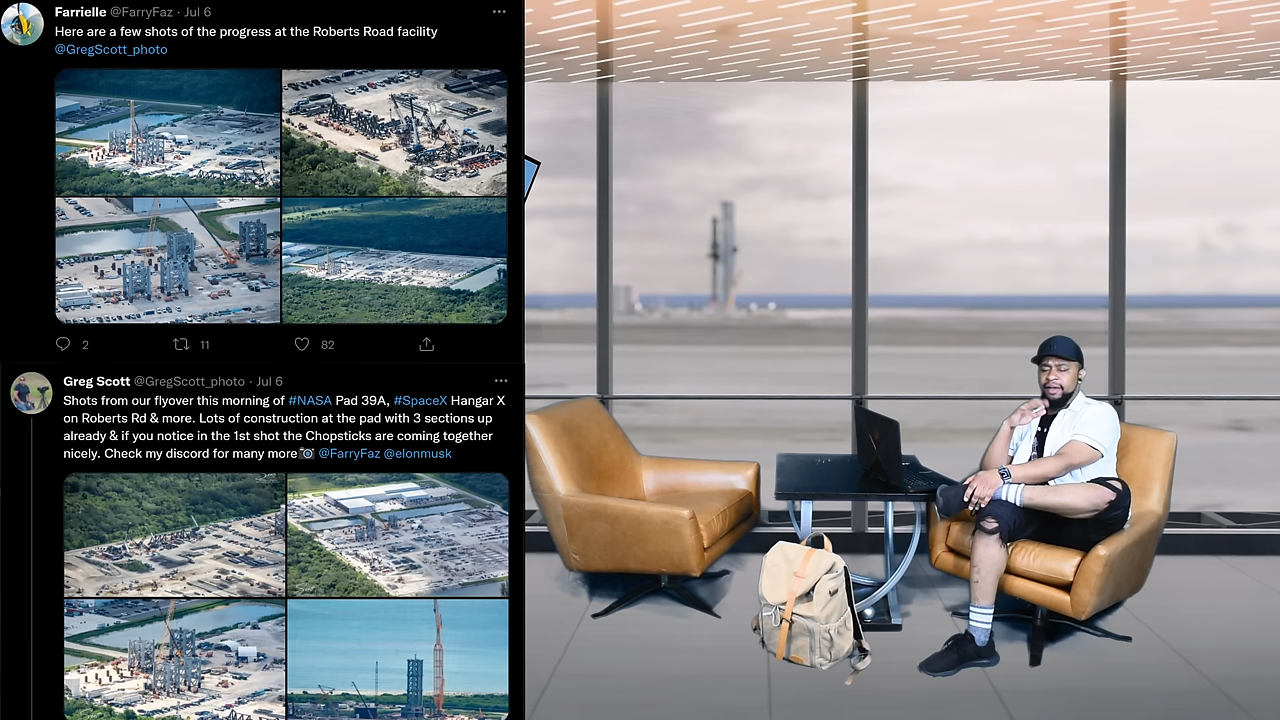 Farrielle @FarryFaz · Jul 6
Here are a few shots of the progress at the Roberts Road facility
@GregScott_photo
2
11
82
Greg Scott @GregScott_photo · Jul 6
Shots from our flyover this morning of #NASA Pad 39A, #SpaceX Hangar X
on Roberts Rd & more. Lots of construction at the pad with 3 sections up
already & if you notice in the 1st shot the Chopsticks are coming together
nicely. Check my discord for many more📷 @FarryFaz @elonmusk